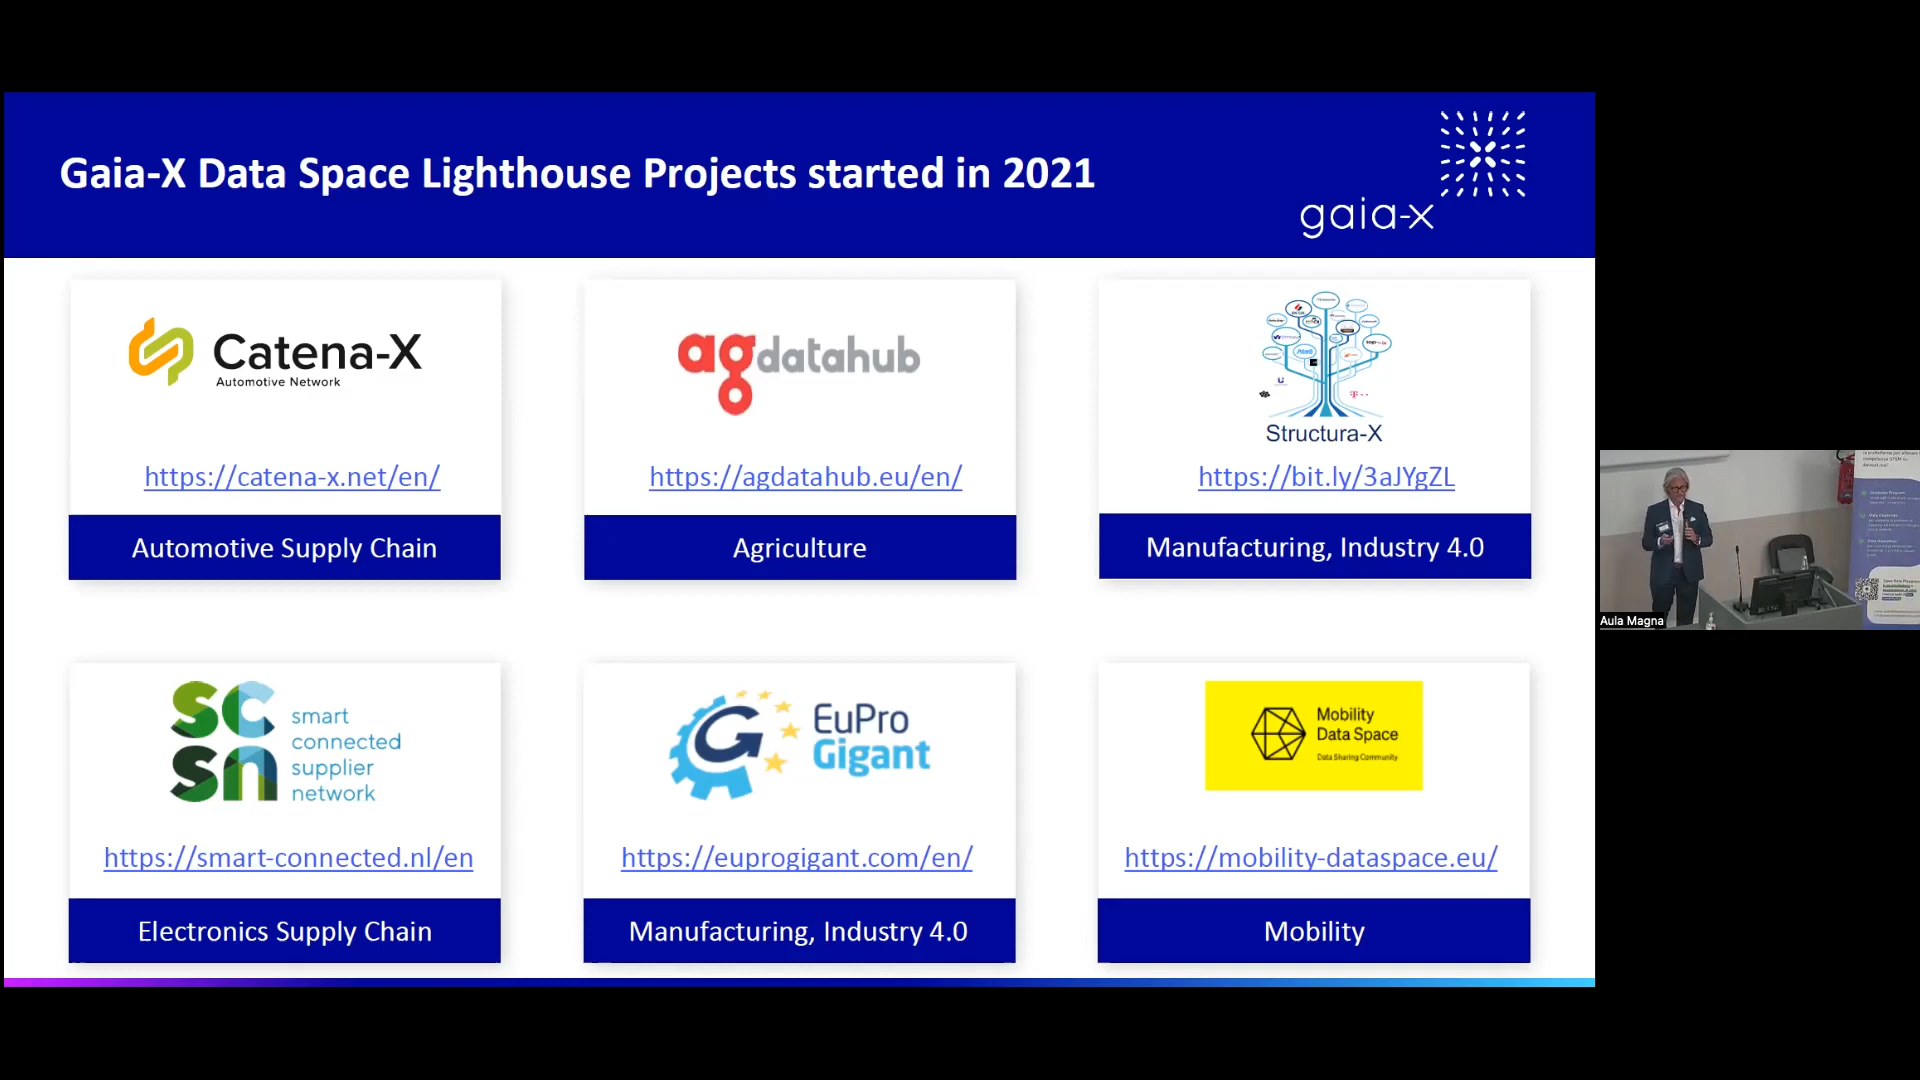 Gaia-X Data Space Lighthouse Projects started in 2021
gaia-x
Catena-X
Automotive Network
https://catena-x.net/en/
Automotive Supply Chain
agdatahub
https://agdatahub.eu/en/
Agriculture
Structura-X
https://bit.ly/3aJYgZL
Manufacturing, Industry 4.0
scsn
smart
connected
supplier
network
https://smart-connected.nl/en
Electronics Supply Chain
EuPro
Gigant
https://euprogigant.com/en/
Manufacturing, Industry 4.0
Mobility
Data Space
Data Sharing Community
https://mobility-dataspace.eu/
Mobility
Aula Magna